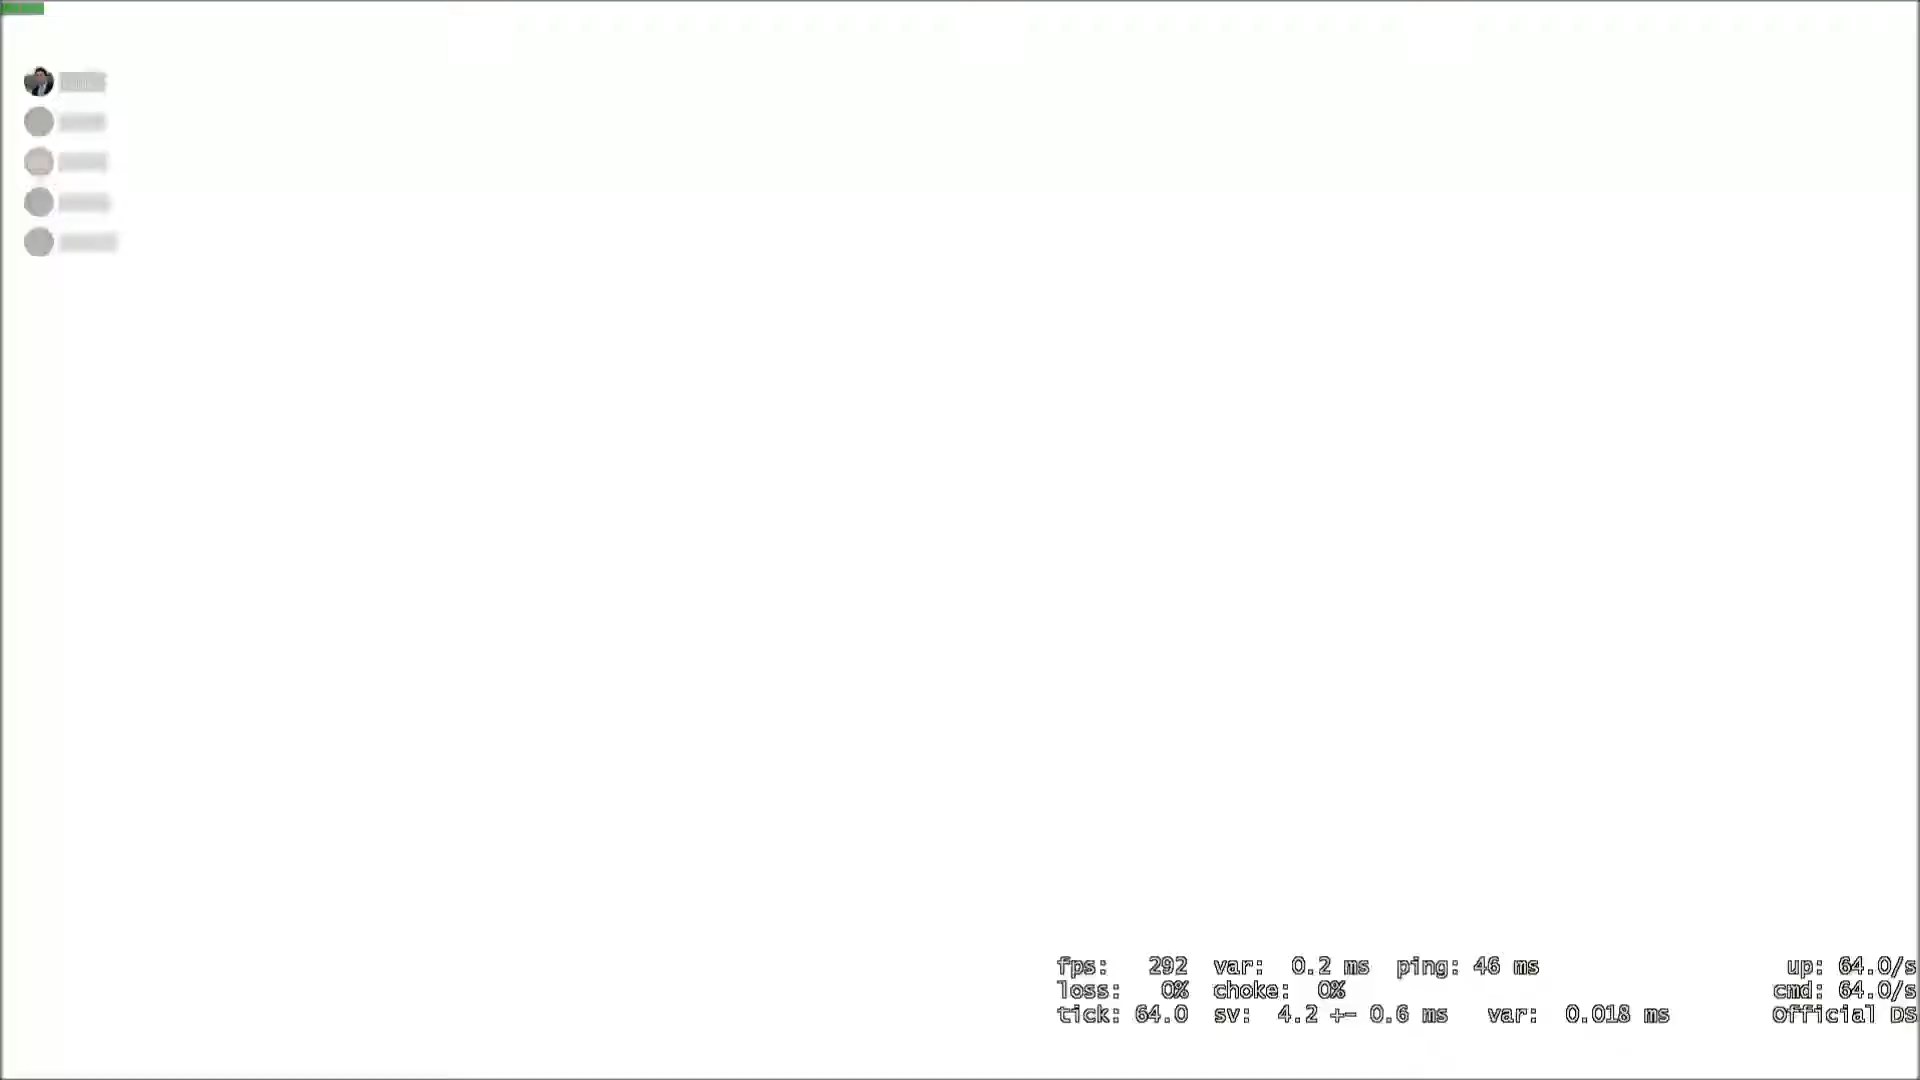 fps: 292 var: 0.2 ms ping: 46 ms up: 64.0/s
loss: 0% choke: 0% cmd: 64.0/s
tick: 64.0 sv: 4.2 +- 0.6 ms var: 0.018 ms Official DS